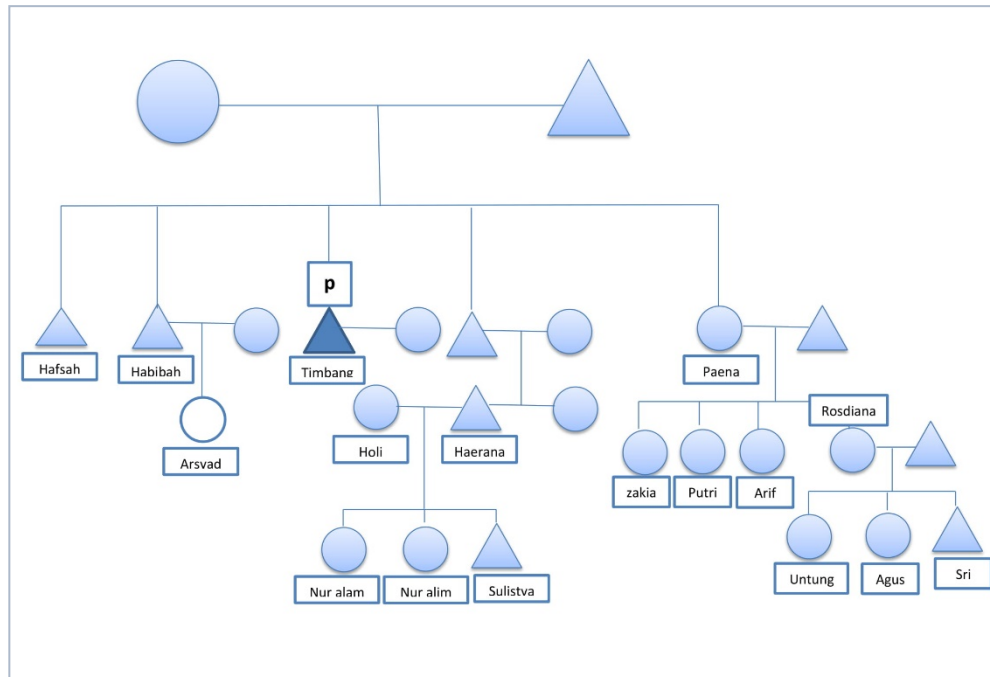 p
Hafsah
Habibah
Timbang
Paena
Arsvad
Holi
Haerana
Rosdiana
zakia
Putri
Arif
Nur alam
Nur alim
Sulistva
Untung
Agus
Sri